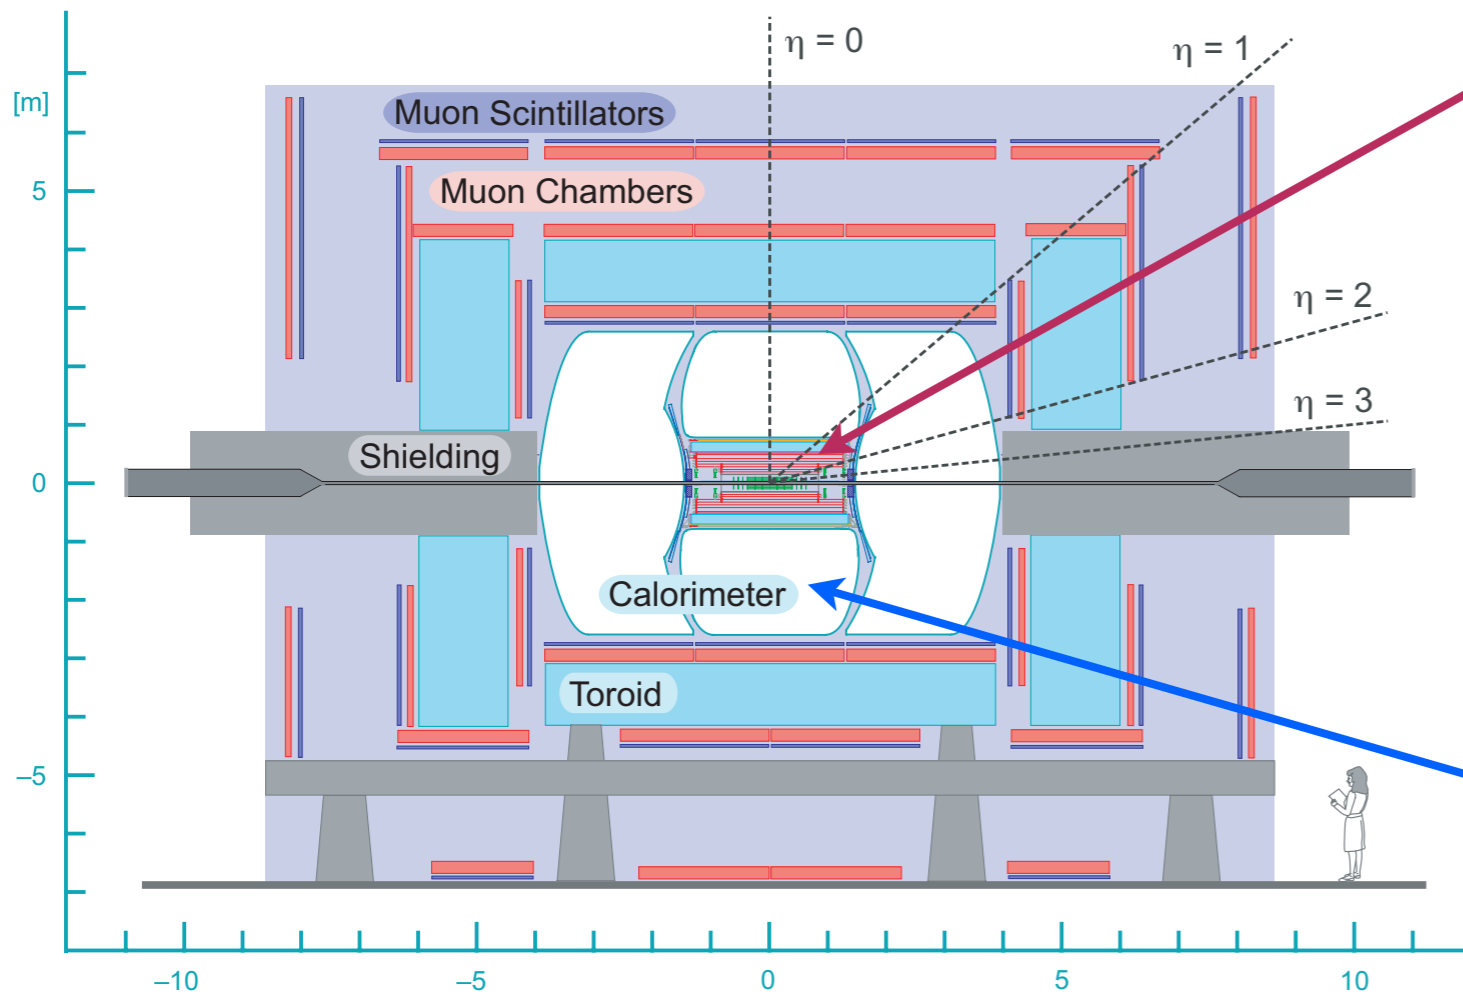 η = 0
η = 1
[m]
Muon Scintillators
5
Muon Chambers
η = 2
η = 3
Shielding
0
Calorimeter
Toroid
–5
–10
–5
0
5
10